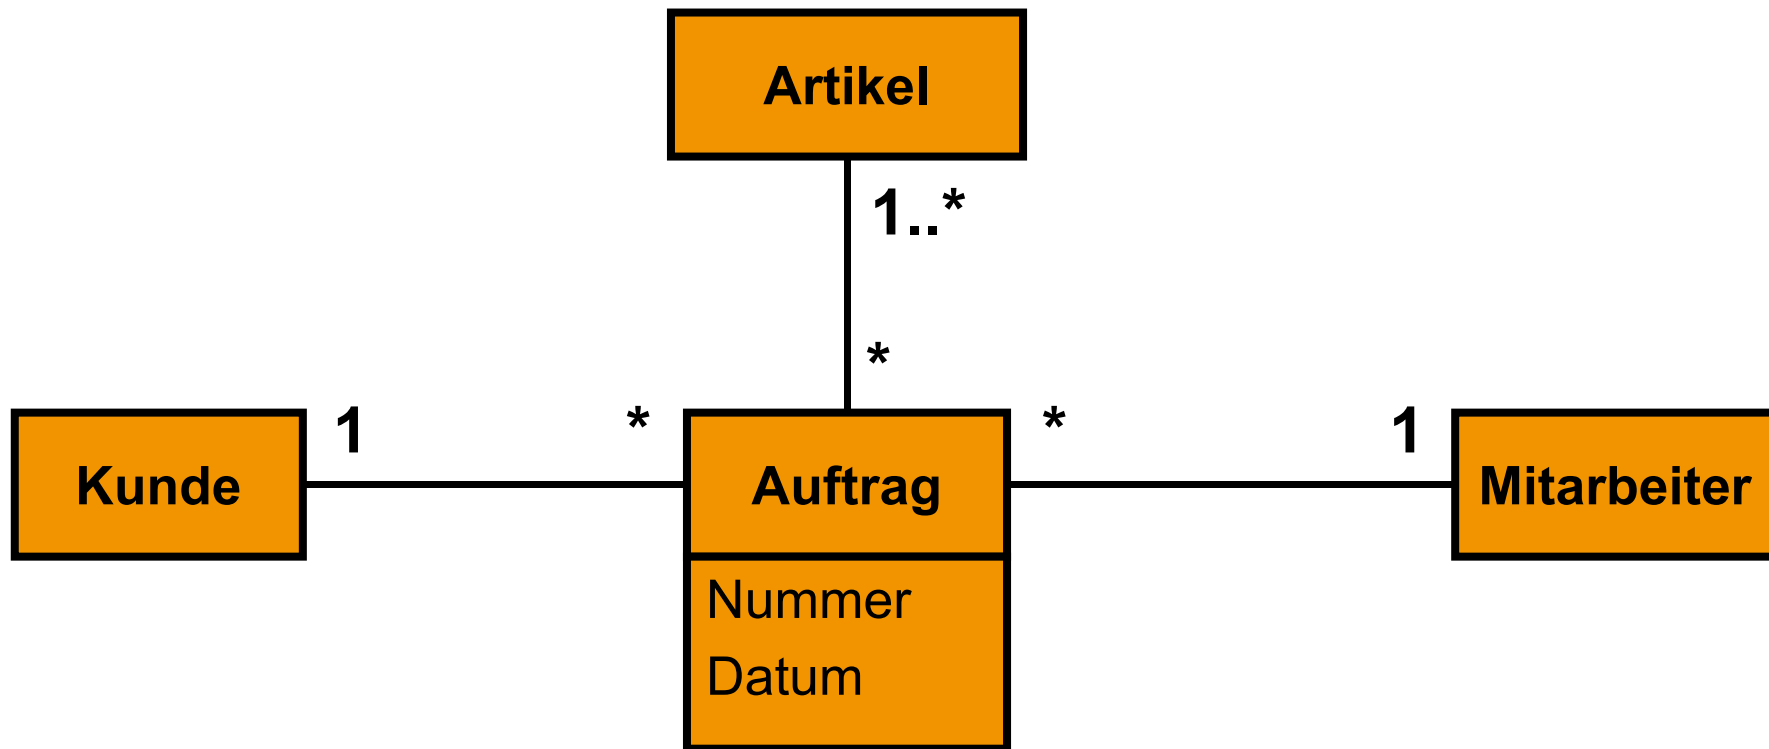 Artikel
1..*
*
1 * * 1
Kunde Auftrag Mitarbeiter
Nummer
Datum